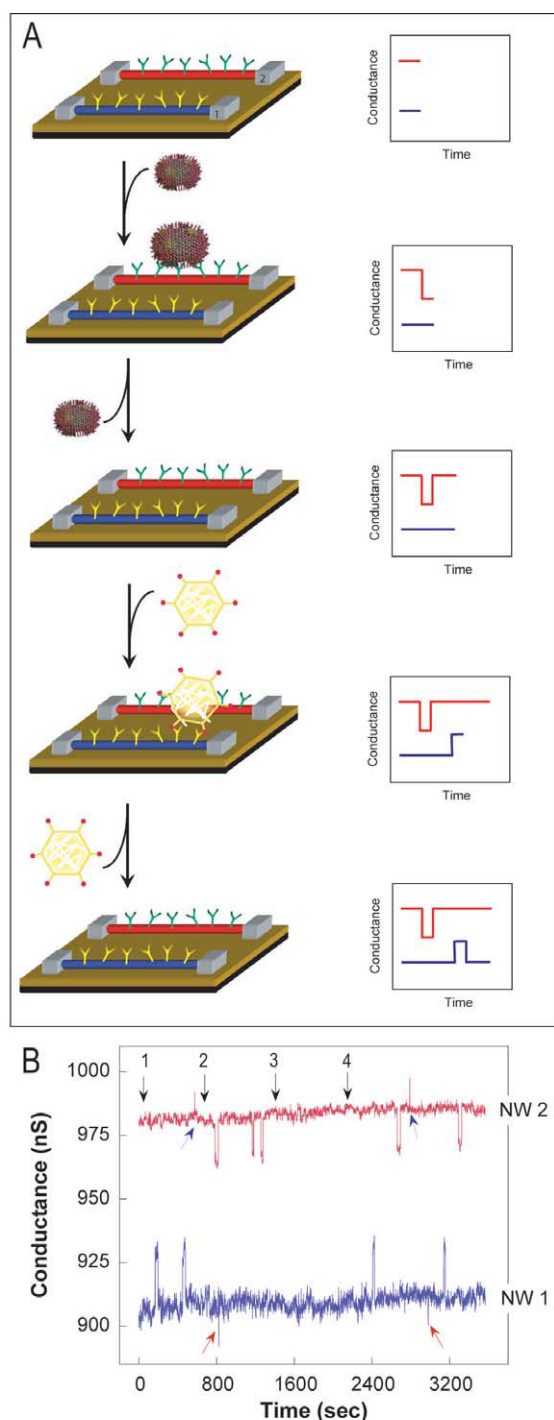 A
2
1
Conductance
Time
Conductance
Time
Conductance
Time
Conductance
Time
Conductance
Time
B
1 2 3 4
1000
975
950
925
900
Conductance (nS)
NW 2
NW 1
0 800 1600 2400 3200
Time (sec)